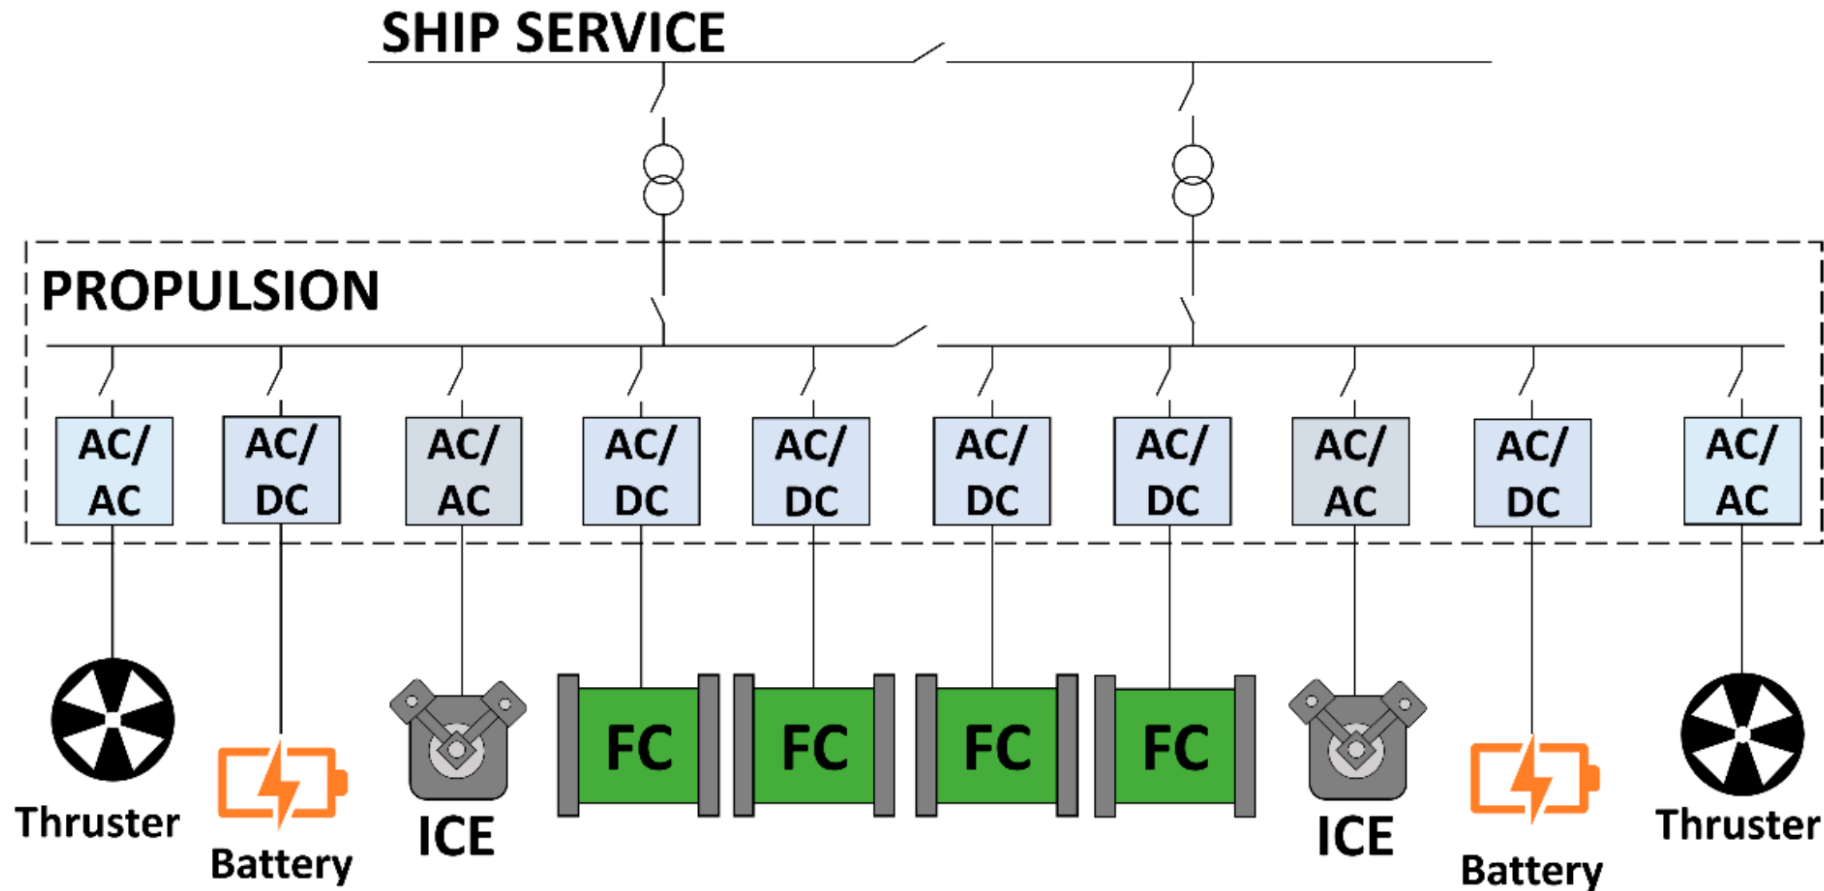 SHIP SERVICE
PROPULSION
AC/
AC
AC/
DC
AC/
AC
AC/
DC
AC/
DC
AC/
DC
AC/
DC
AC/
AC
AC/
DC
AC/
AC
Thruster
Battery
ICE
FC
FC
FC
FC
ICE
Battery
Thruster